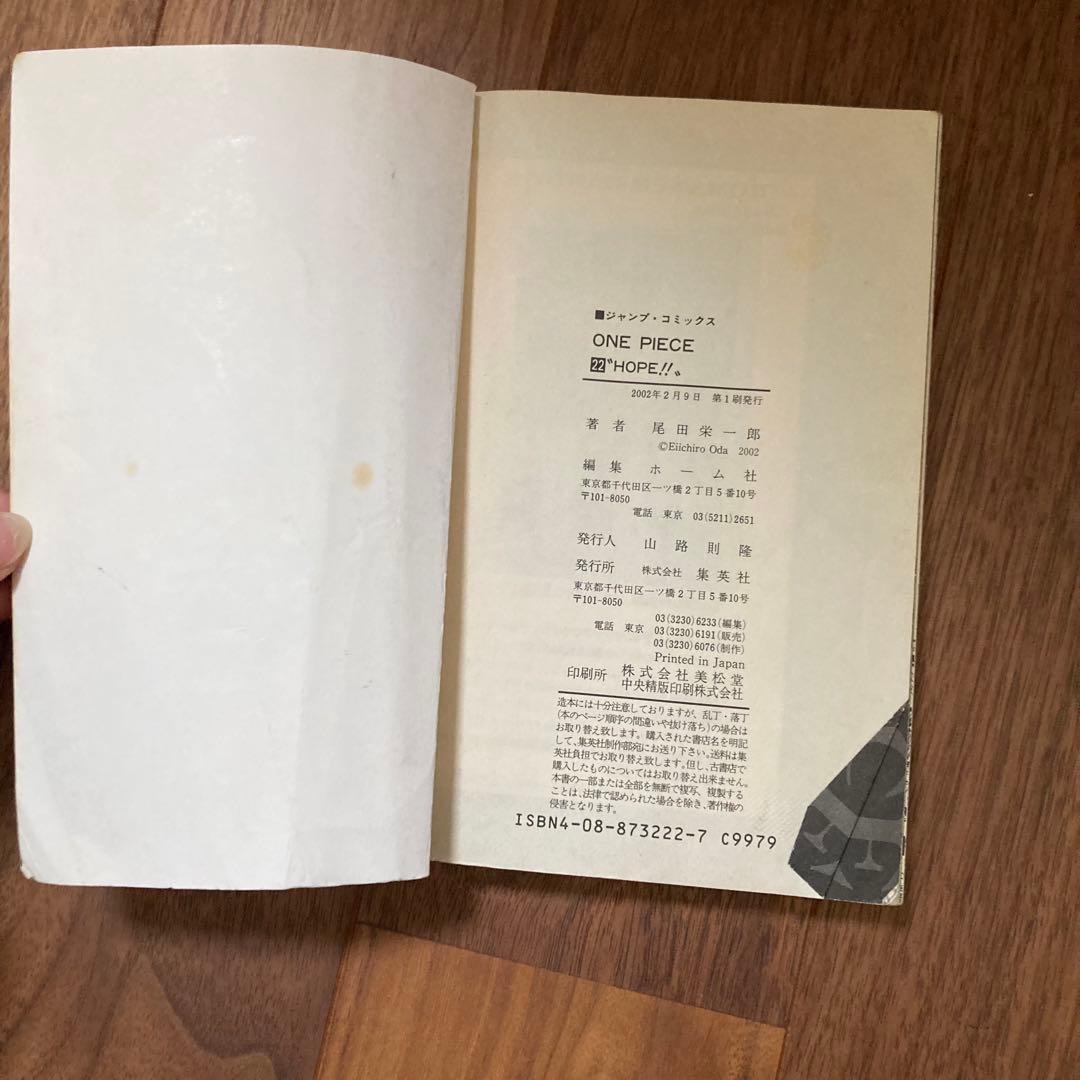 ■ジャンプ・コミックス
ONE PIECE
22 〝HOPE!!〟
2002年2月9日 第1刷発行
著者 尾田栄一郎
©Eiichiro Oda 2002
編集 ホーム社
東京都千代田区一ツ橋2丁目5番10号
〒101-8050
電話 東京 03(5211)2651
発行人 山路則隆
発行所 株式会社 集英社
東京都千代田区一ツ橋2丁目5番10号
〒101-8050
03(3230)6233(編集)
電話 東京 03(3230)6191(販売)
03(3230)6076(制作)
Printed in Japan
印刷所 株式会社美松堂
中央精版印刷株式会社
造本には十分注意しておりますが、乱丁・落丁
(本のページ順序の間違いや抜け落ち)の場合は
お取り替え致します。購入された書店名を明記
して、集英社制作部宛にお送り下さい。送料は集
英社負担でお取り替え致します。但し、古書店で
購入したものについてはお取り替え出来ません。
本書の一部または全部を無断で複写、複製する
ことは、法律で認められた場合を除き、著作権の
侵害となります。
ISBN4-08-873222-7 C9979